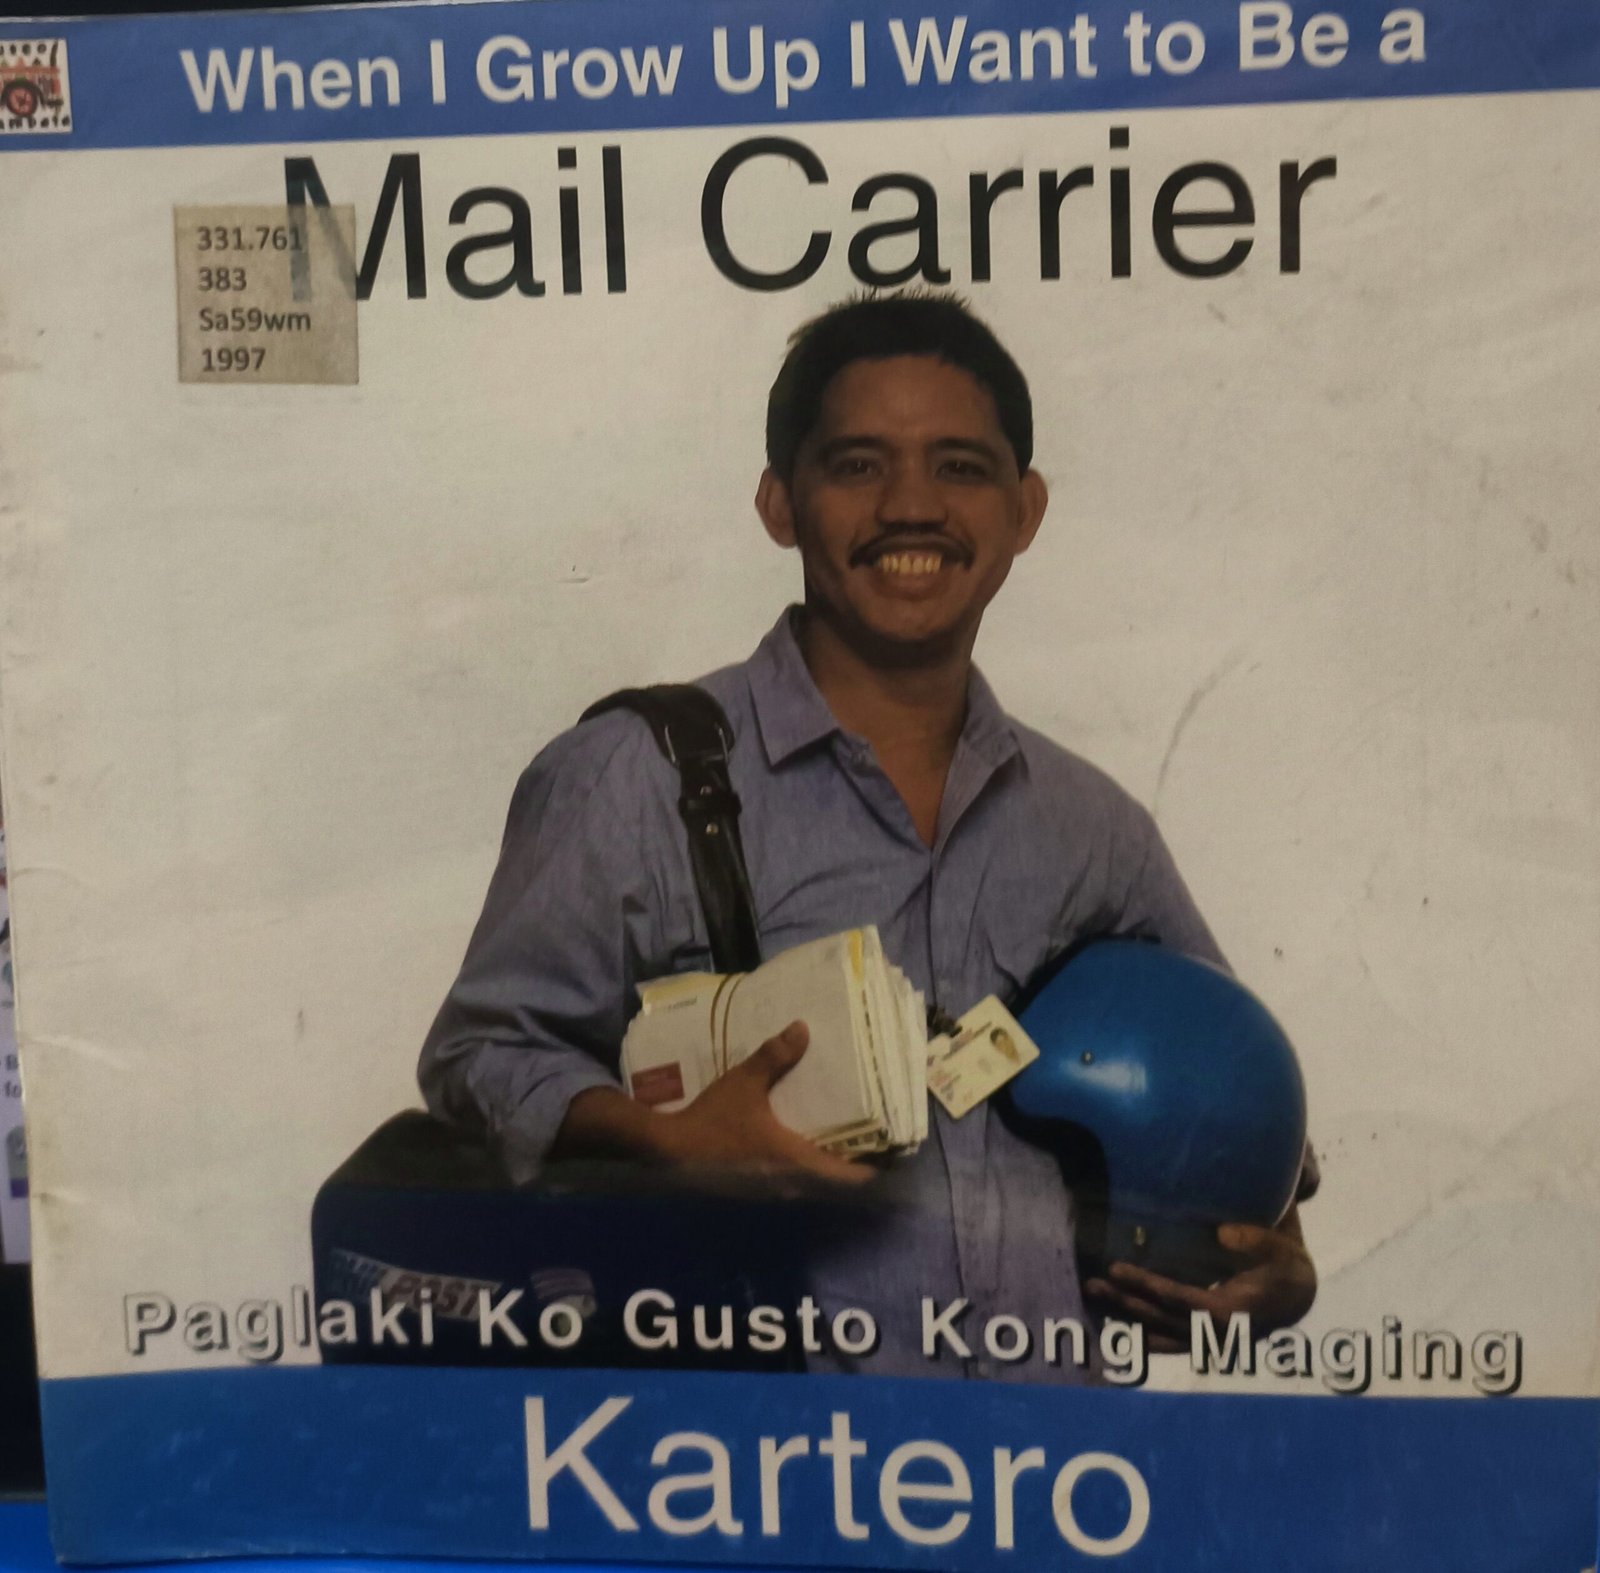 When I Grow Up I Want to Be a
Mail Carrier
331.761
383
Sa59wm
1997
POST
Paglaki Ko Gusto Kong Maging
Kartero